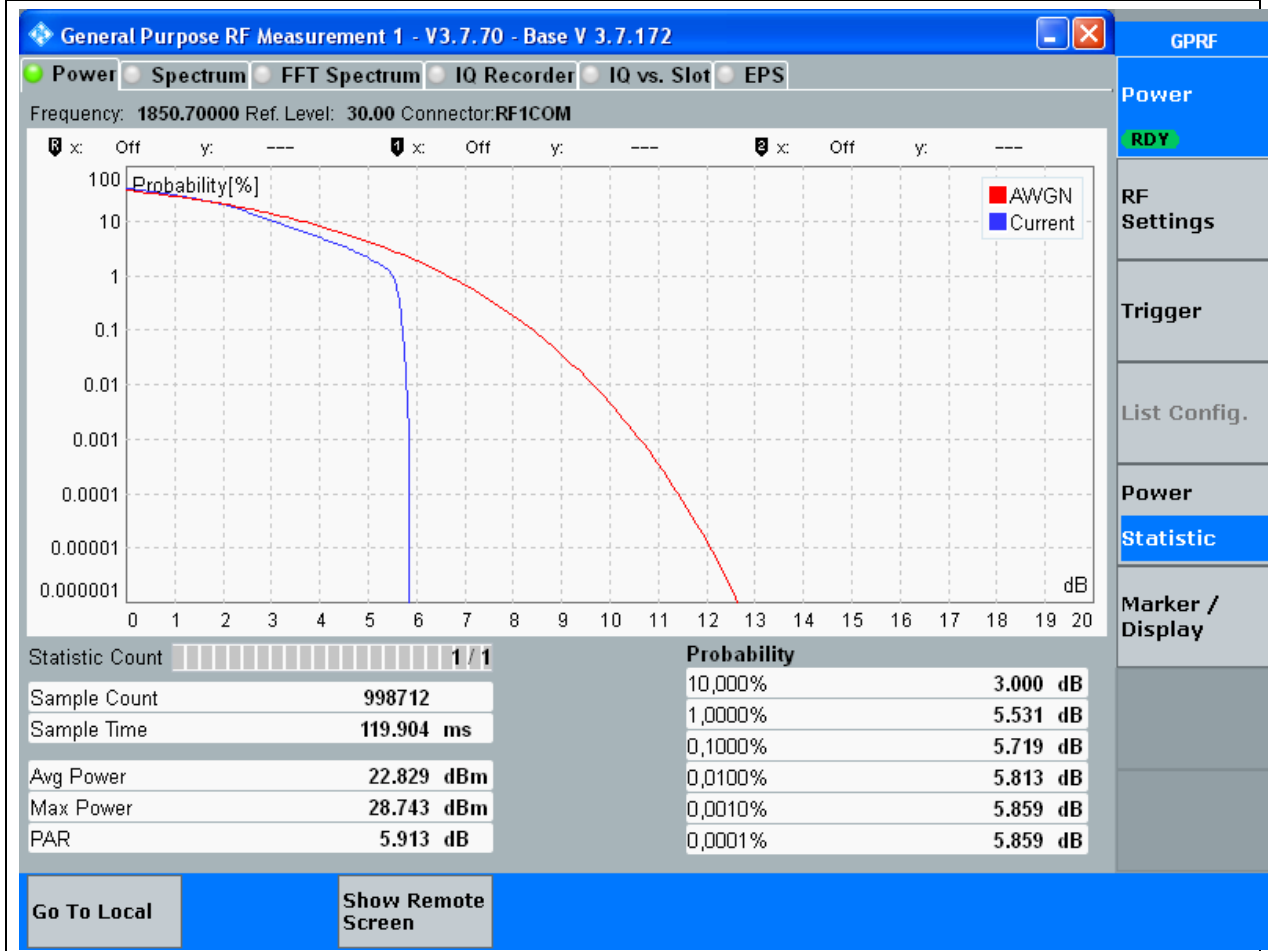 General Purpose RF Measurement 1 - V3.7.70 - Base V 3.7.172
GPRF
Power Spectrum FFT Spectrum IQ Recorder IQ vs. Slot EPS
Frequency: 1850.70000 Ref. Level: 30.00 Connector:RF1COM
R x: Off y: --- 1 x: Off y: --- 2 x: Off y: ---
Probability[%]
AWGN
Current
100
10
1
0.1
0.01
0.001
0.0001
0.00001
0.000001
dB
0 1 2 3 4 5 6 7 8 9 10 11 12 13 14 15 16 17 18 19 20
Statistic Count 1 / 1
Sample Count 998712
Sample Time 119.904 ms
Avg Power 22.829 dBm
Max Power 28.743 dBm
PAR 5.913 dB
Probability
10,000% 3.000 dB
1,0000% 5.531 dB
0,1000% 5.719 dB
0,0100% 5.813 dB
0,0010% 5.859 dB
0,0001% 5.859 dB
Power
RDY
RF
Settings
Trigger
List Config.
Power
Statistic
Marker /
Display
Go To Local
Show Remote
Screen